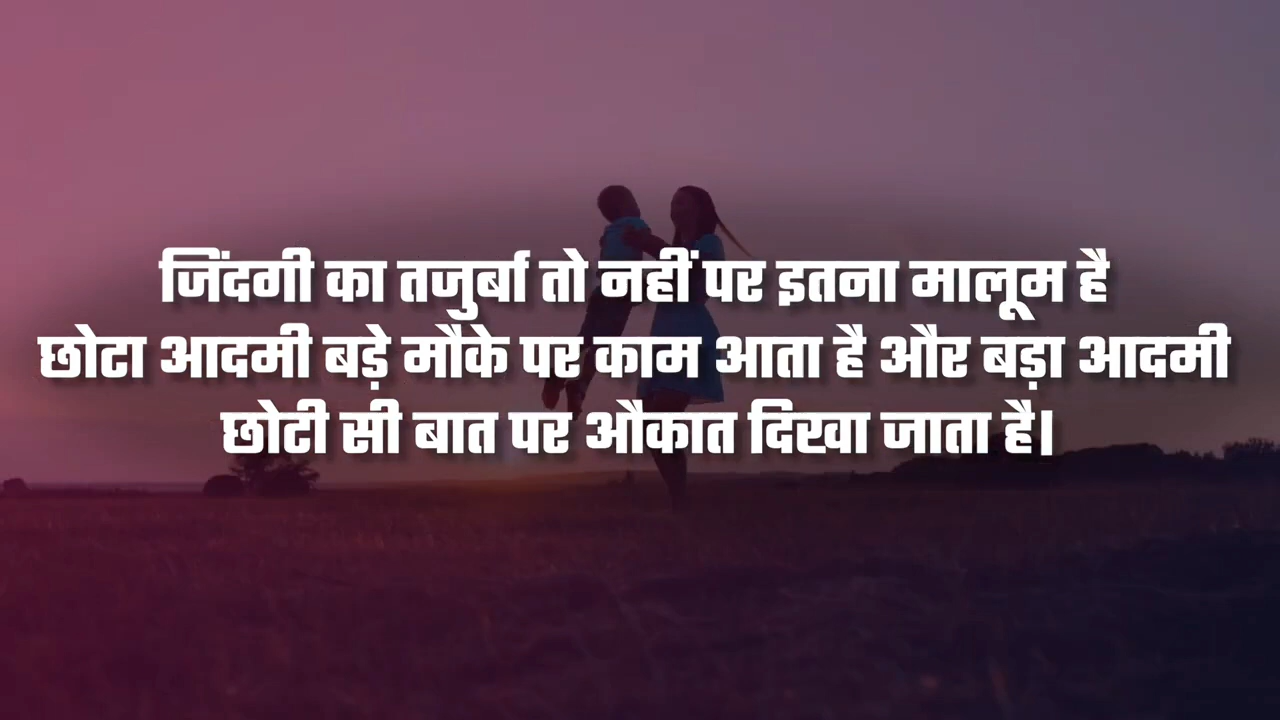 जिंदगी का तजुर्बा तो नहीं पर इतना मालूम है
छोटा आदमी बड़े मौके पर काम आता है और बड़ा आदमी
छोटी सी बात पर औकात दिखा जाता है।